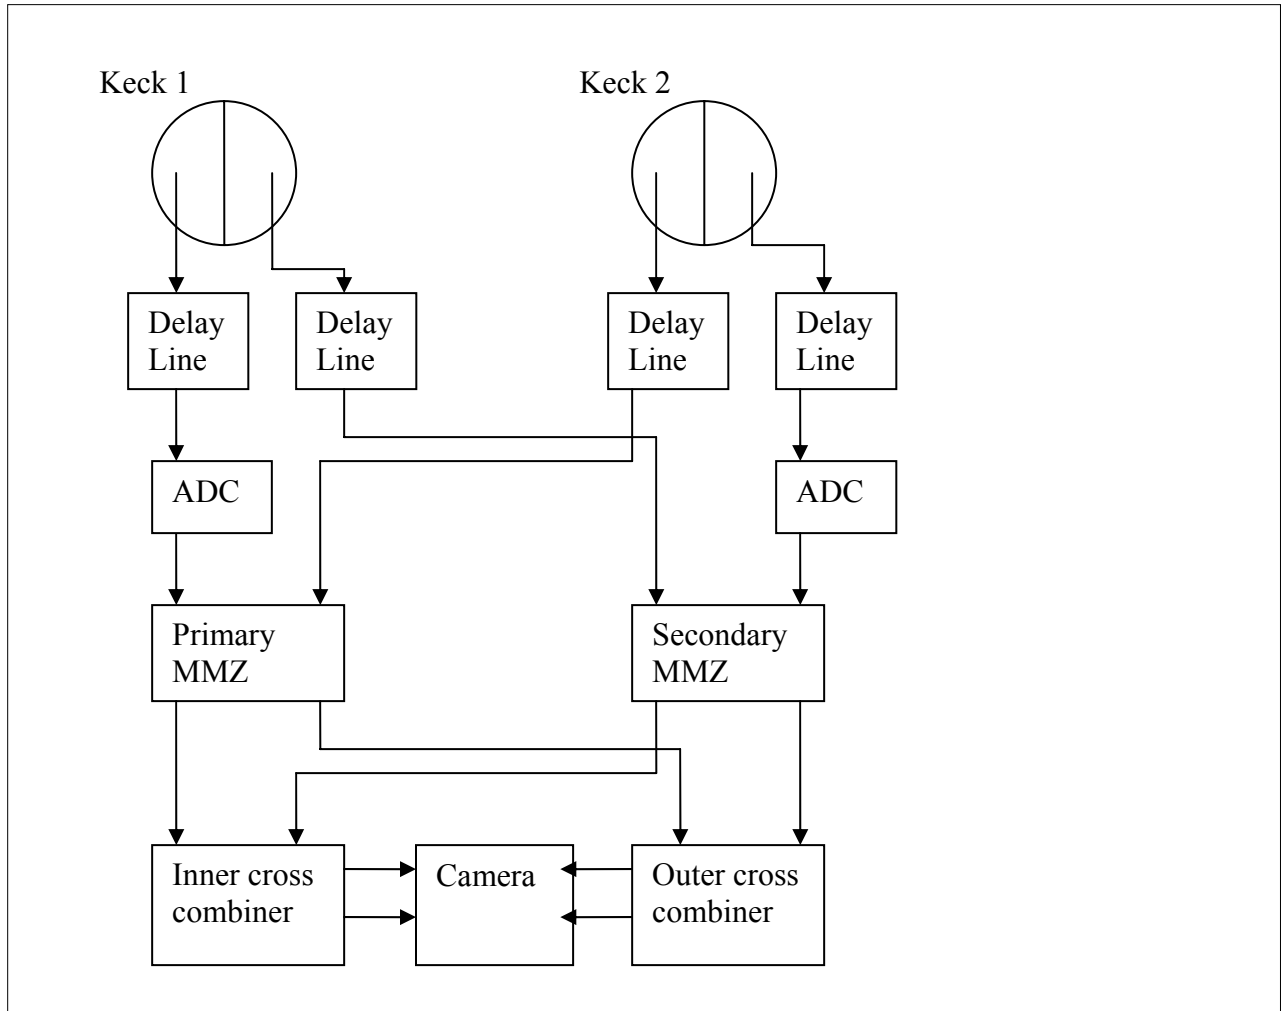 Keck 1
Keck 2
Delay
Line
Delay
Line
Delay
Line
Delay
Line
ADC
ADC
Primary
MMZ
Secondary
MMZ
Inner cross
combiner
Camera
Outer cross
combiner